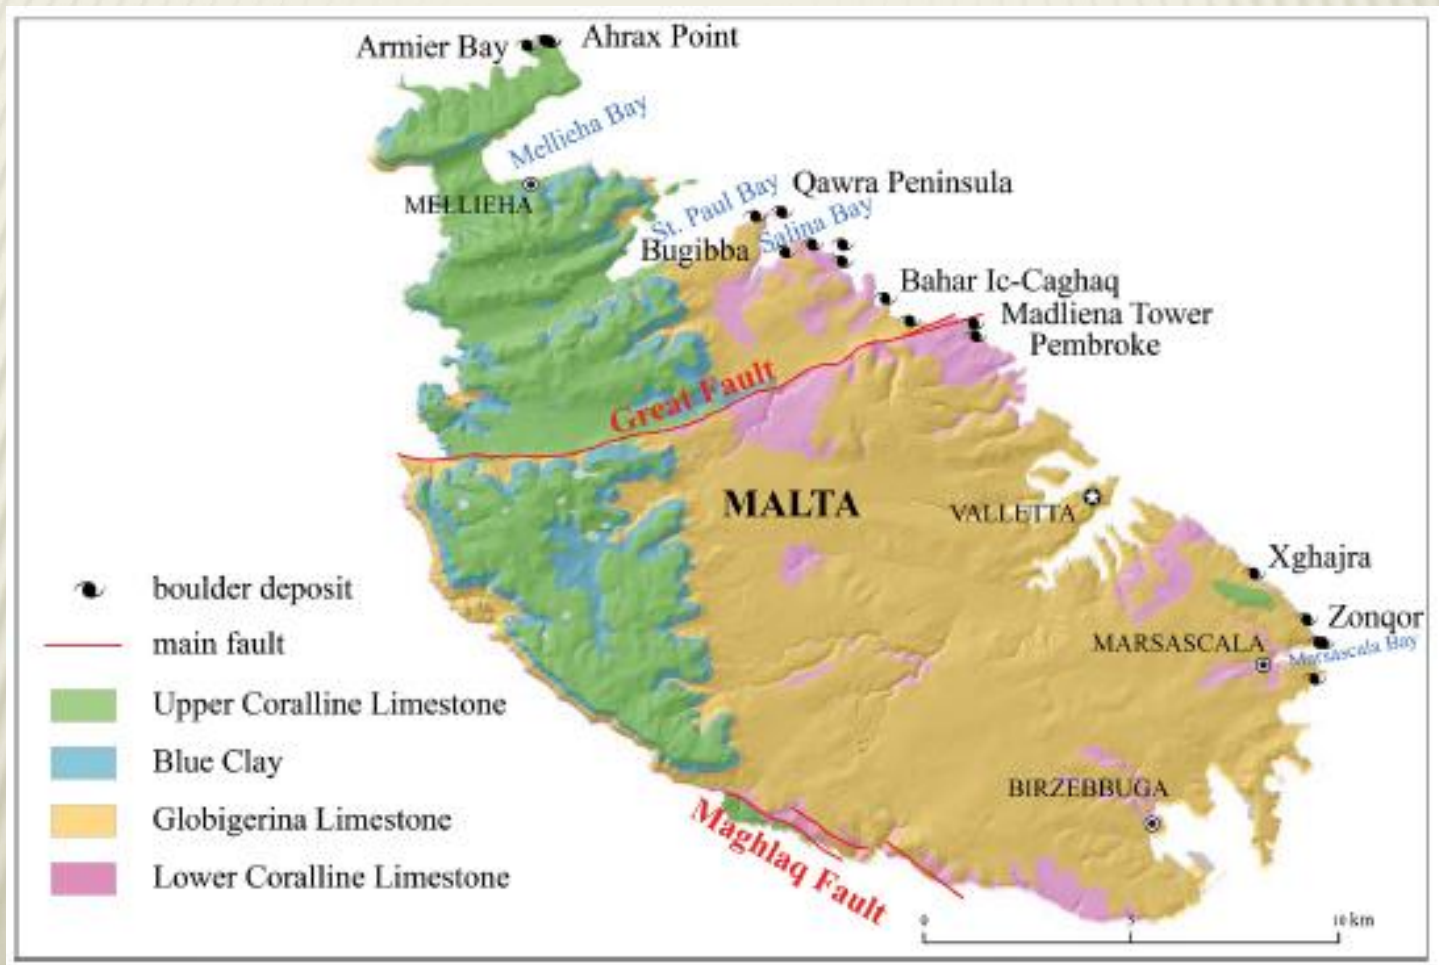 Armier Bay
Ahrax Point
Mellieha Bay
MELLIEHA
St. Paul Bay
Qawra Peninsula
Bugibba
Salina Bay
Bahar Ic-Caghaq
Madliena Tower
Pembroke
Great Fault
MALTA
VALLETTA
Xghajra
Zonqor
MARSASCALA
Marsascala Bay
BIRZEBBUGA
Maghlaq Fault
boulder deposit
main fault
Upper Coralline Limestone
Blue Clay
Globigerina Limestone
Lower Coralline Limestone
0 5 10 km